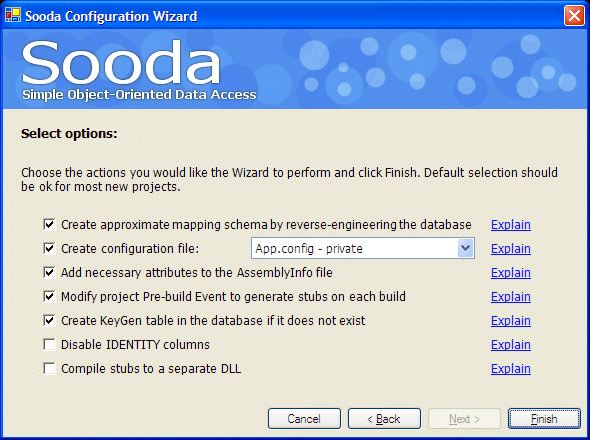 Sooda Configuration Wizard
Sooda
Simple Object-Oriented Data Access
Select options:
Choose the actions you would like the Wizard to perform and click Finish. Default selection should
be ok for most new projects.
Create approximate mapping schema by reverse-engineering the database Explain
Create configuration file: App.config - private Explain
Add necessary attributes to the AssemblyInfo file Explain
Modify project Pre-build Event to generate stubs on each build Explain
Create KeyGen table in the database if it does not exist Explain
Disable IDENTITY columns Explain
Compile stubs to a separate DLL Explain
Cancel < Back Next > Finish